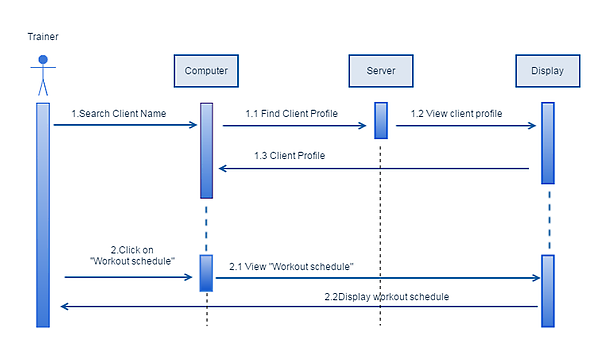 Trainer
Computer
Server
Display
1.Search Client Name
1.1 Find Client Profile
1.2 View client profile
1.3 Client Profile
2.Click on
"Workout schedule"
2.1 View "Workout schedule"
2.2Display workout schedule